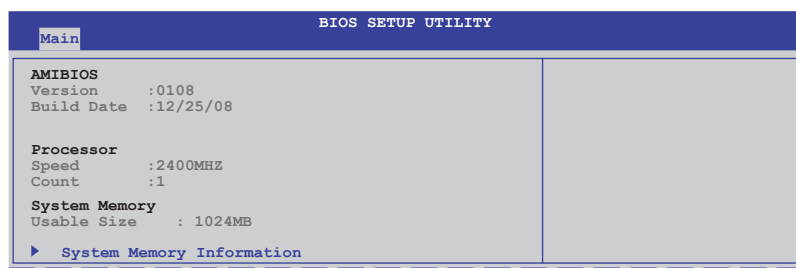 BIOS SETUP UTILITY
Main
AMIBIOS
Version :0108
Build Date :12/25/08
Processor
Speed :2400MHZ
Count :1
System Memory
Usable Size : 1024MB
System Memory Information